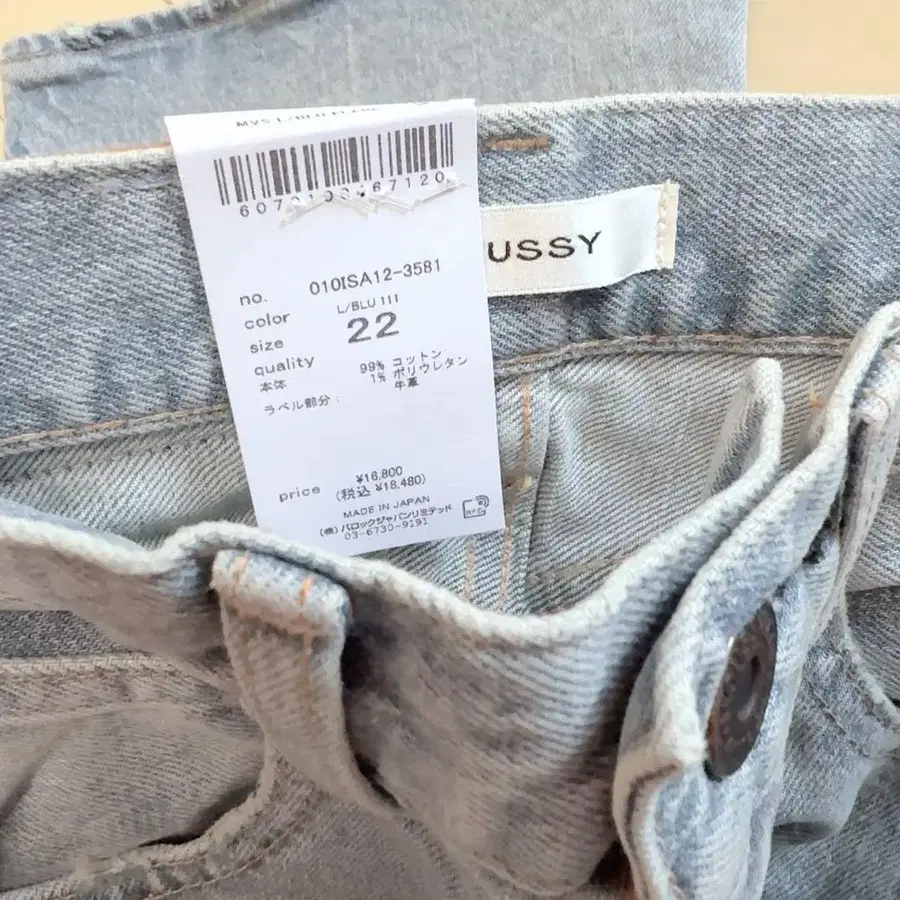 MVS L/BLU FLARE
no. 010ISA12-3581
color L/BLU 111
size 22
quality
本体 99% コットン
1% ポリウレタン
ラベル部分： 牛革
price ¥16,800
(税込 ¥18,480)
MADE IN JAPAN
(株) バロックジャパンリミテッド
03-6730-9191
USSY